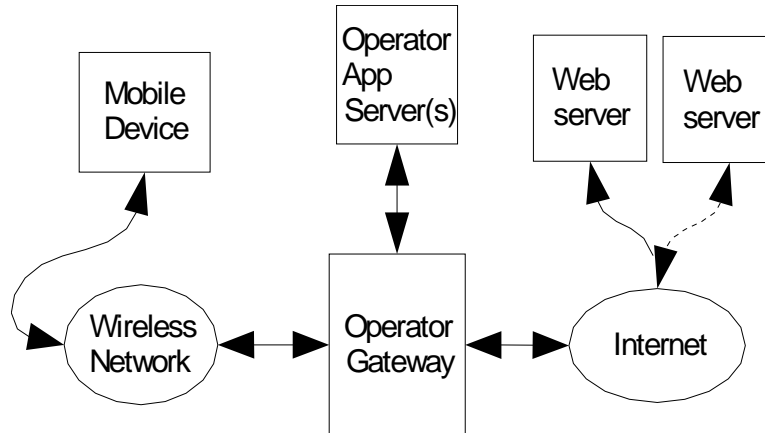 Mobile
Device
Operator
App
Server(s)
Web
server
Web
server
Wireless
Network
Operator
Gateway
Internet